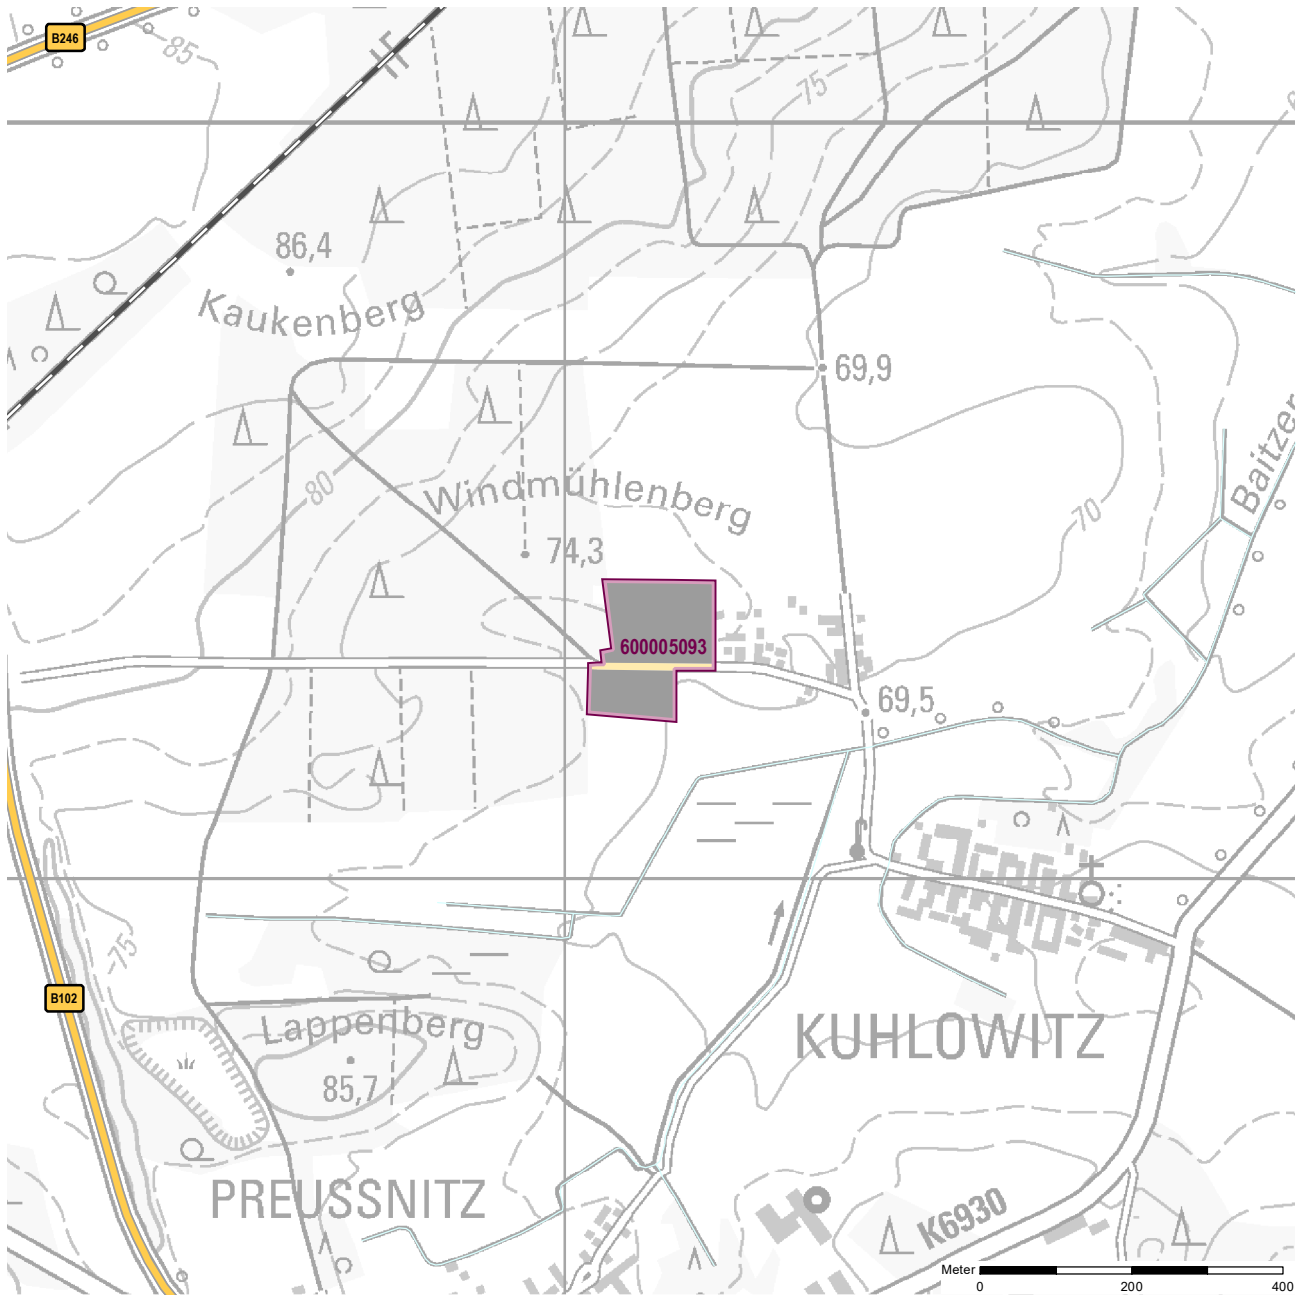 B246
85
75
86,4
Kaukenberg
69,9
Baitzer
80
Windmühlenberg
70
74,3
600005093
69,5
75
B102
Lappenberg
KUHLOWITZ
85,7
PREUSSNITZ
K6930
Meter
0 200 400